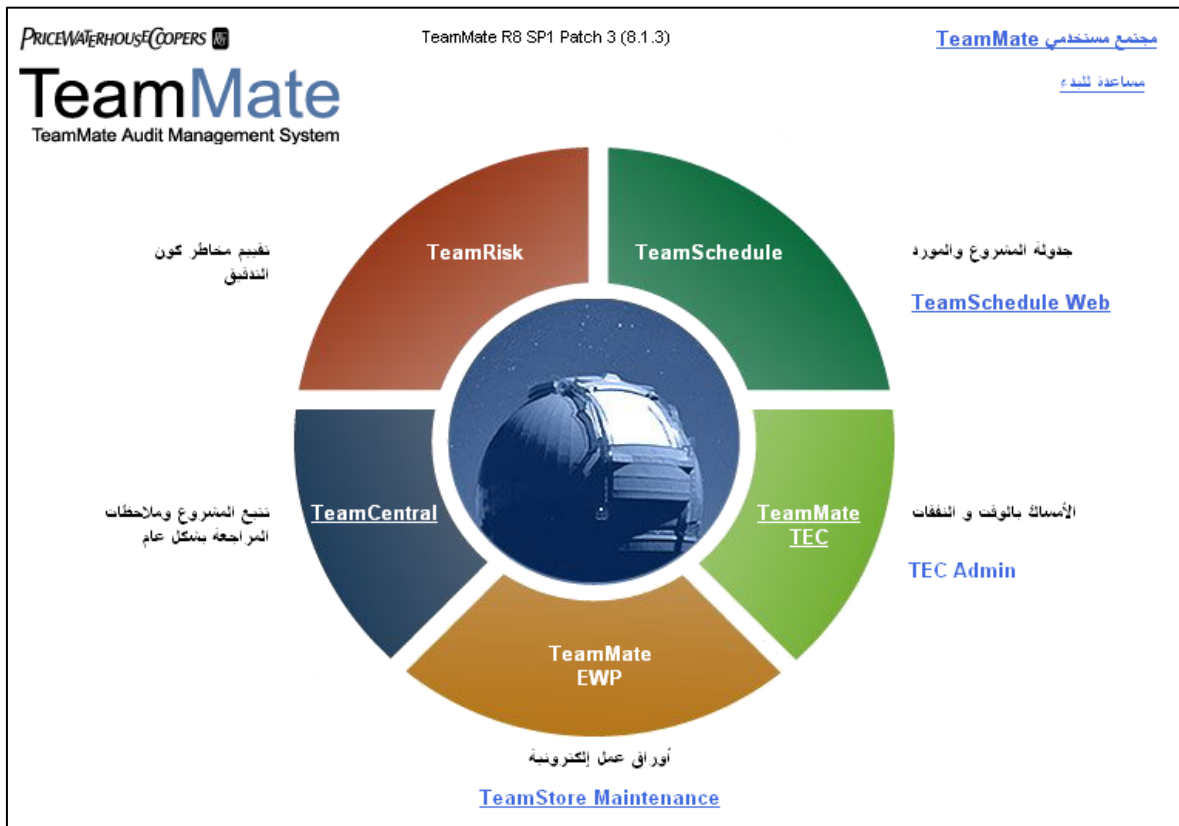 PRICEWATERHOUSECOOPERS
TeamMate R8 SP1 Patch 3 (8.1.3)
مجتمع مستخدمي TeamMate
مساعدة للبدء
TeamMate
TeamMate Audit Management System
TeamRisk
TeamSchedule
تقييم مخاطر كون
التدقيق
جدولة المشروع والمورد
TeamSchedule Web
TeamCentral
TeamMate
TEC
تتبع المشروع وملاحظات
المراجعة بشكل عام
الأمساك بالوقت و النفقات
TEC Admin
TeamMate
EWP
أوراق عمل إلكترونية
TeamStore Maintenance